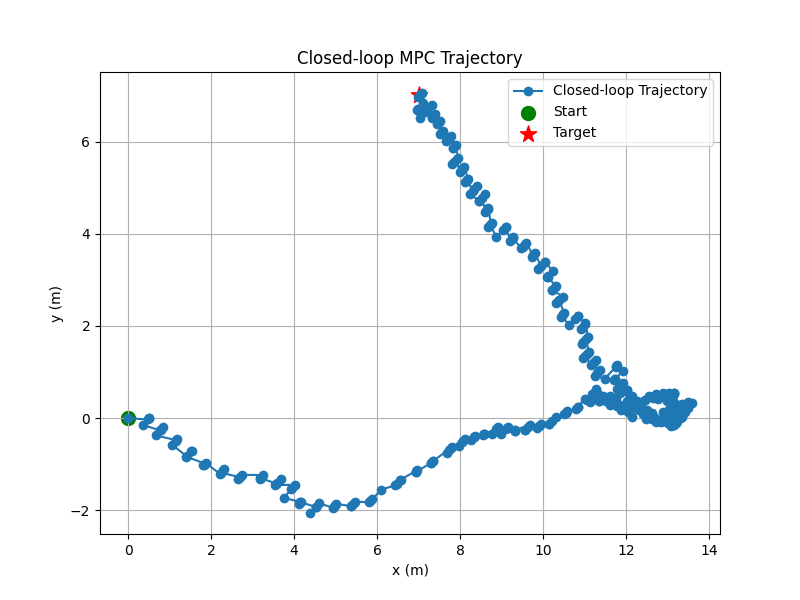 Closed-loop MPC Trajectory
Closed-loop Trajectory
Start
Target
6
4
2
0
−2
y (m)
0 2 4 6 8 10 12 14
x (m)